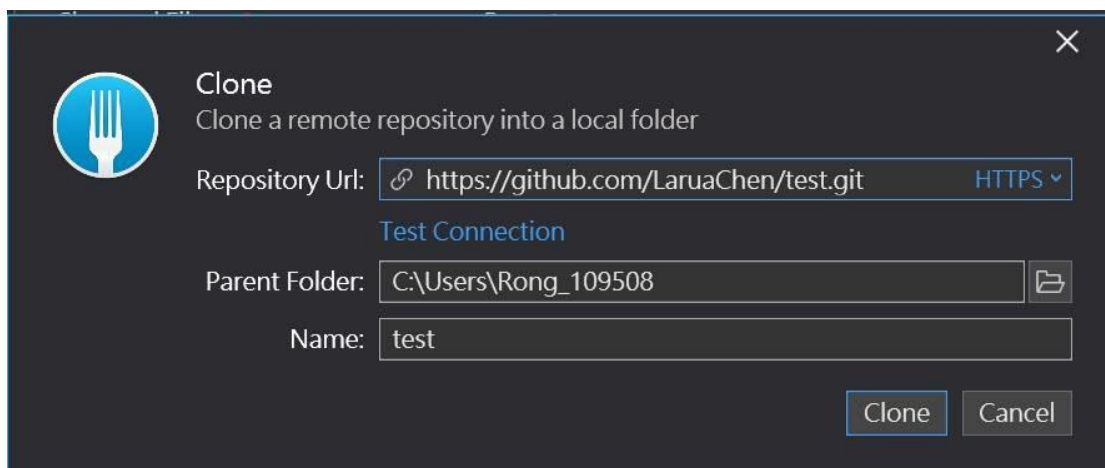 Clone
Clone a remote repository into a local folder
Repository Url: https://github.com/LaruaChen/test.git HTTPS
Test Connection
Parent Folder: C:\Users\Rong_109508
Name: test
Clone Cancel